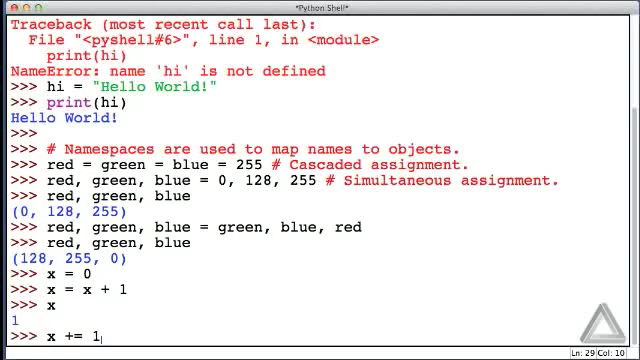 *Python Shell*
Traceback (most recent call last):
  File "<pyshell#6>", line 1, in <module>
    print(hi)
NameError: name 'hi' is not defined
>>> hi = "Hello World!"
>>> print(hi)
Hello World!
>>>
>>> # Namespaces are used to map names to objects.
>>> red = green = blue = 255 # Cascaded assignment.
>>> red, green, blue = 0, 128, 255 # Simultaneous assignment.
>>> red, green, blue
(0, 128, 255)
>>> red, green, blue = green, blue, red
>>> red, green, blue
(128, 255, 0)
>>> x = 0
>>> x = x + 1
>>> x
1
>>> x += 1
Ln: 29 Col: 10